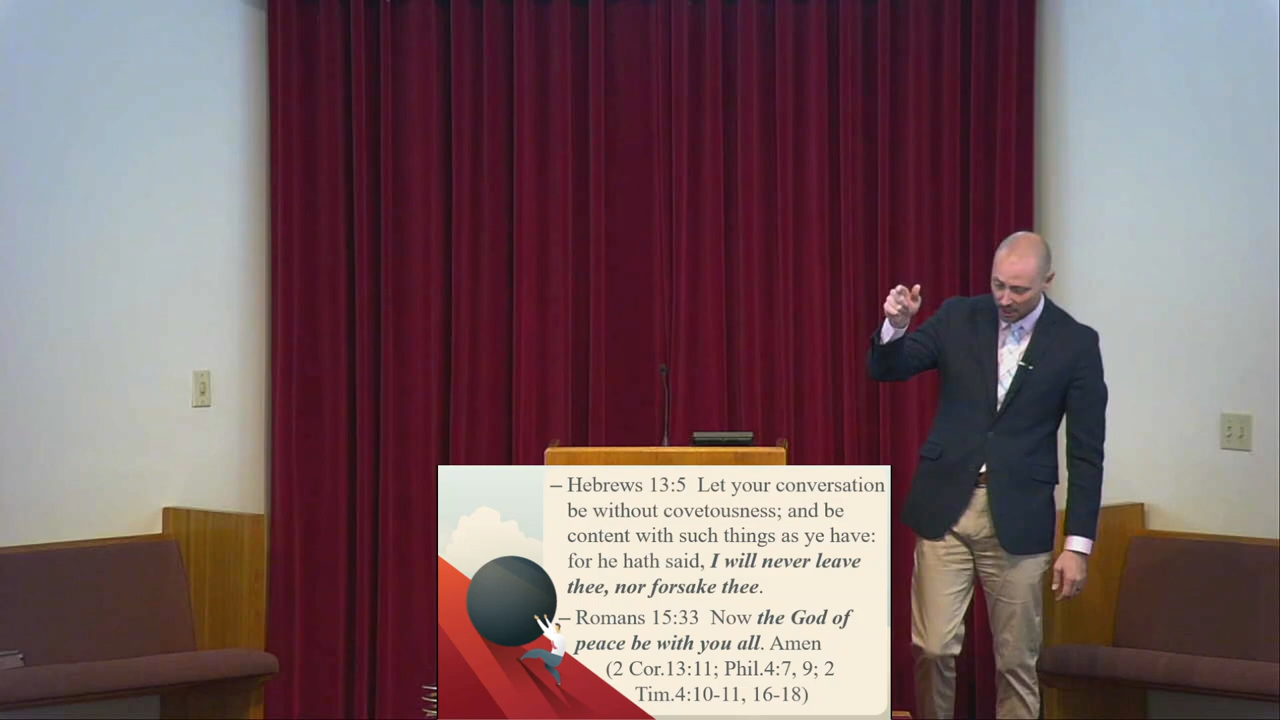 – Hebrews 13:5 Let your conversation
be without covetousness; and be
content with such things as ye have:
for he hath said, I will never leave
thee, nor forsake thee.
– Romans 15:33 Now the God of
peace be with you all. Amen
(2 Cor.13:11; Phil.4:7, 9; 2
Tim.4:10-11, 16-18)